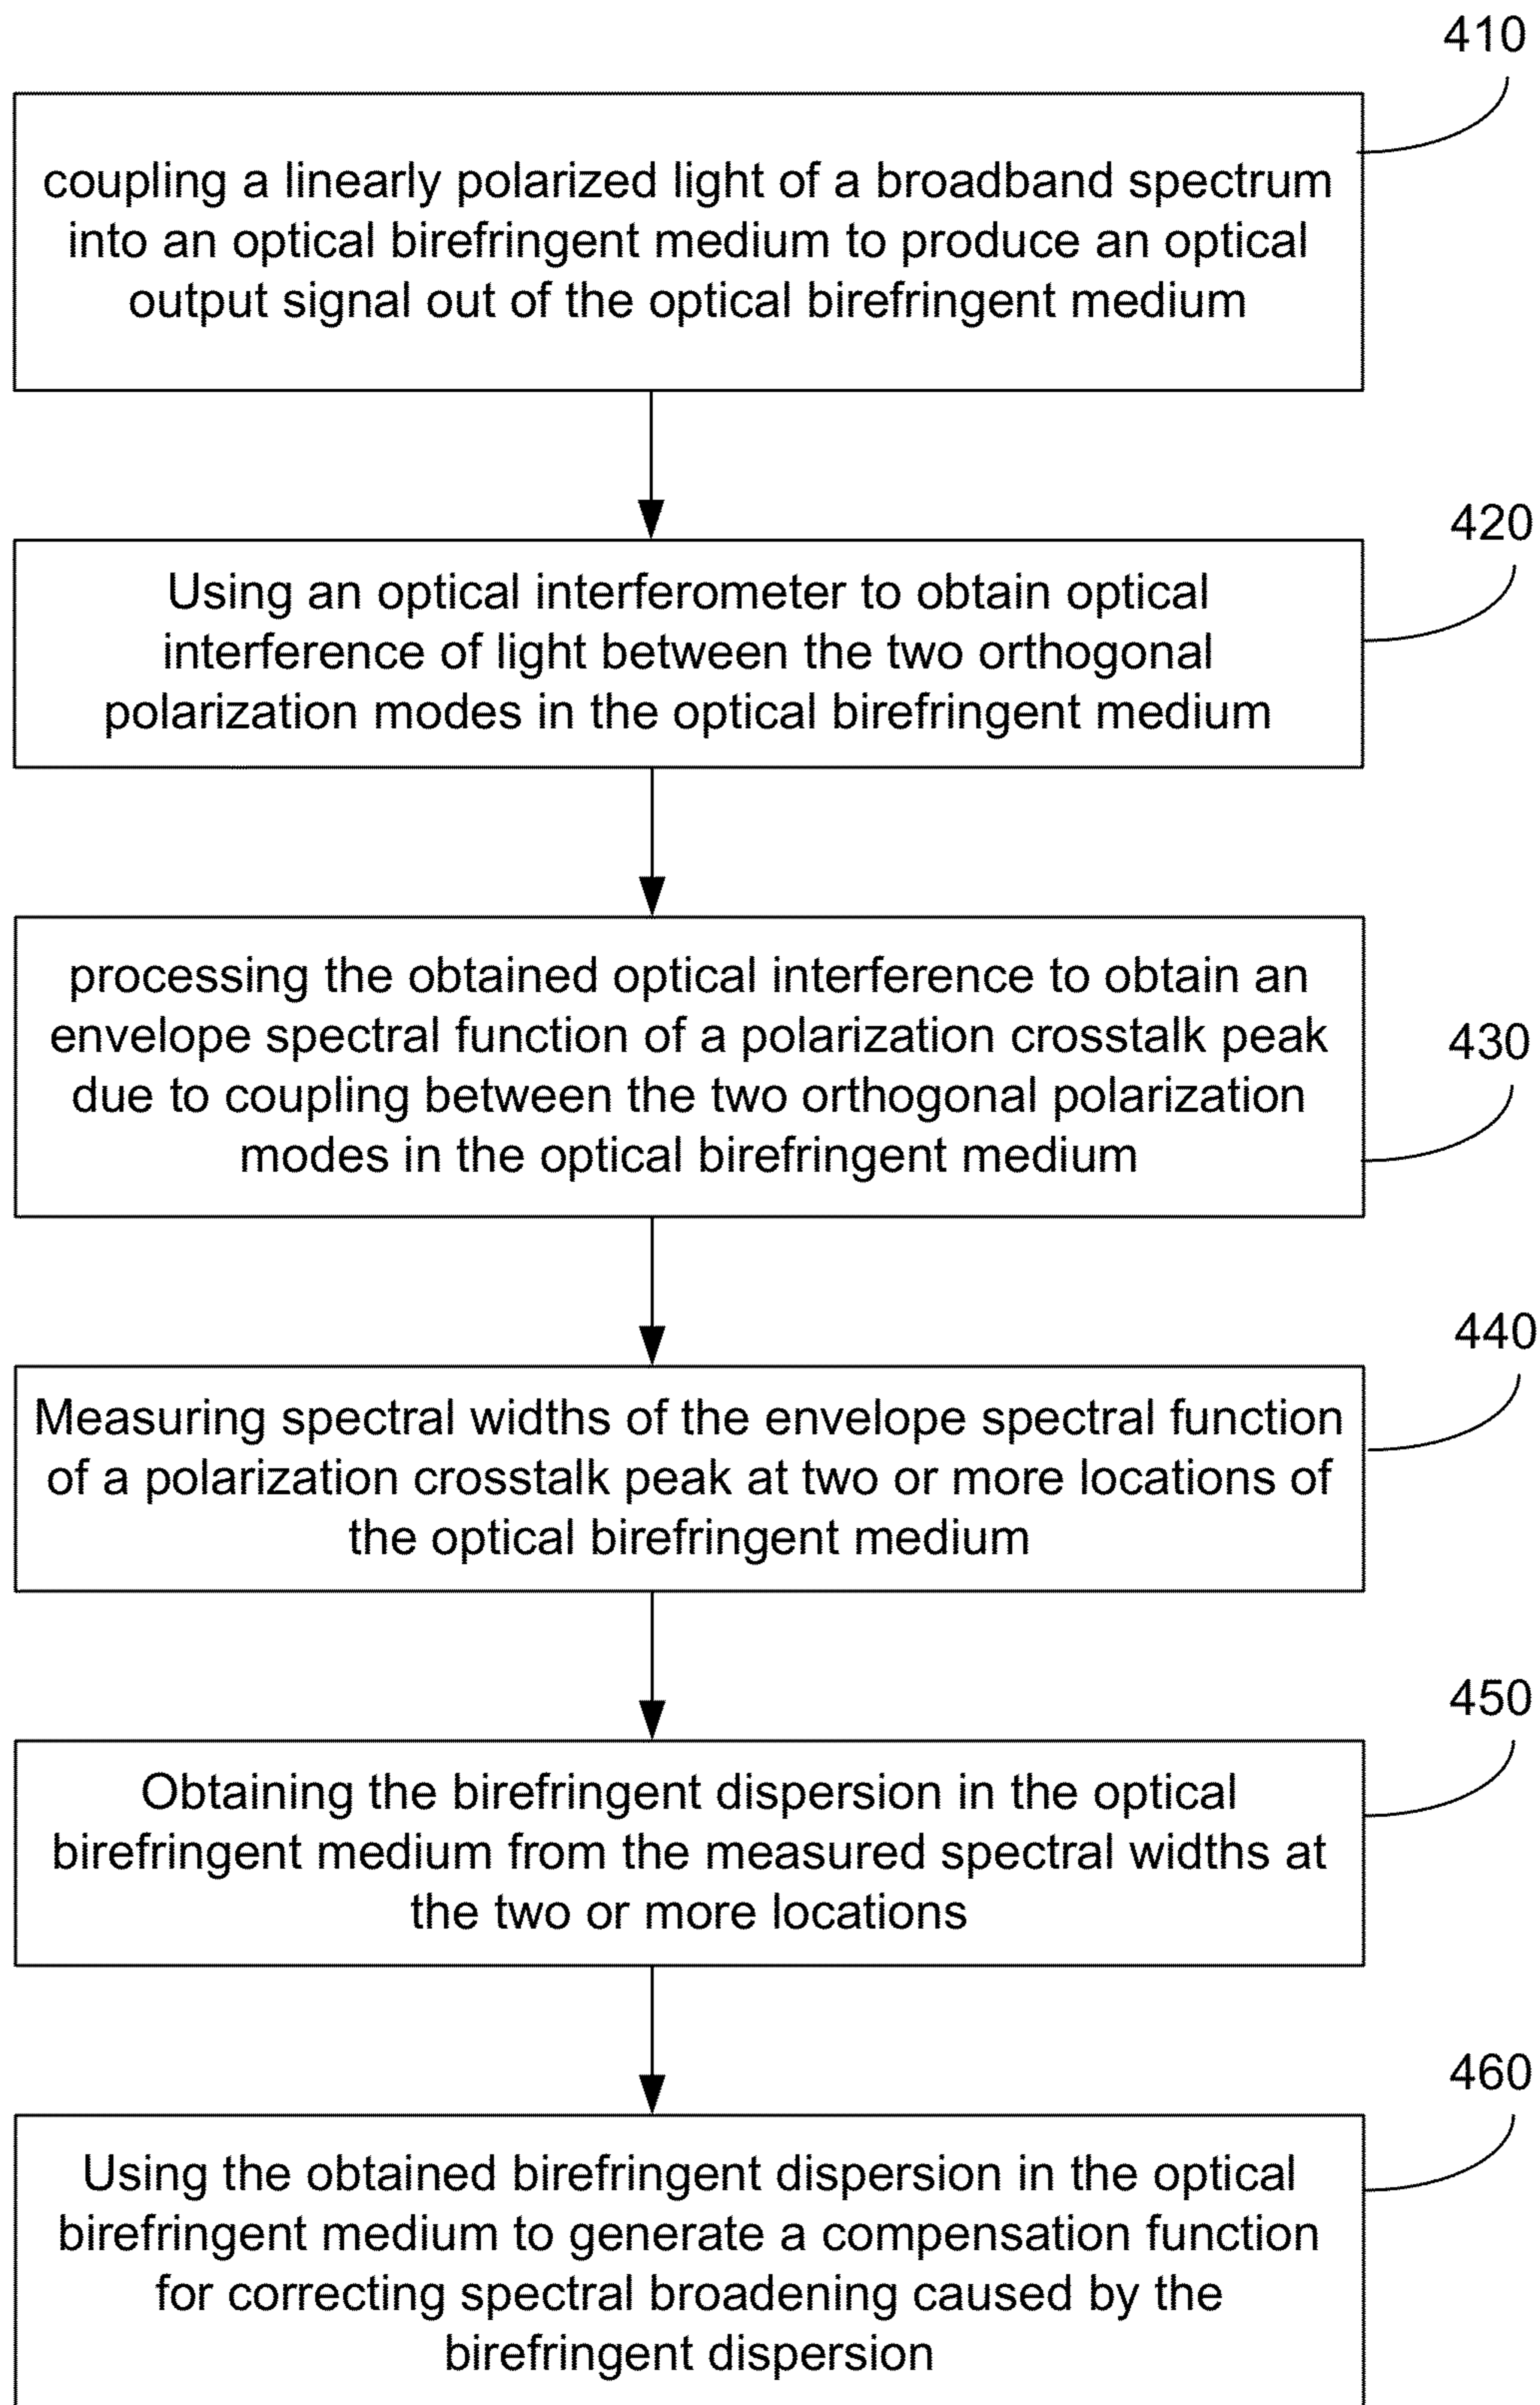 410
coupling a linearly polarized light of a broadband spectrum
into an optical birefringent medium to produce an optical
output signal out of the optical birefringent medium
420
Using an optical interferometer to obtain optical
interference of light between the two orthogonal
polarization modes in the optical birefringent medium
430
processing the obtained optical interference to obtain an
envelope spectral function of a polarization crosstalk peak
due to coupling between the two orthogonal polarization
modes in the optical birefringent medium
440
Measuring spectral widths of the envelope spectral function
of a polarization crosstalk peak at two or more locations of
the optical birefringent medium
450
Obtaining the birefringent dispersion in the optical
birefringent medium from the measured spectral widths at
the two or more locations
460
Using the obtained birefringent dispersion in the optical
birefringent medium to generate a compensation function
for correcting spectral broadening caused by the
birefringent dispersion